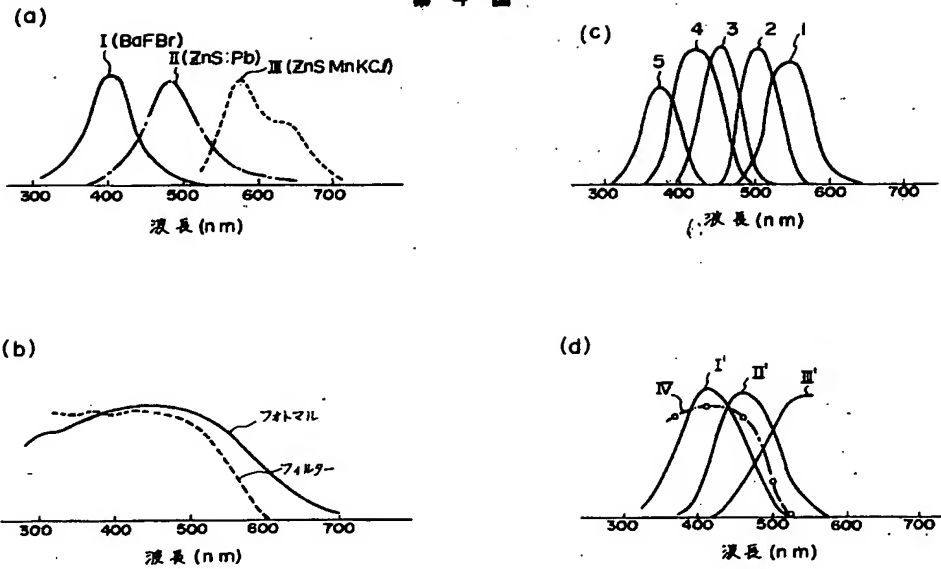 第 4 図
(a)
I (BaFBr)
II (ZnS:Pb)
III (ZnS MnKCl)
300 400 500 600 700
波長 (nm)
(c)
5 4 3 2 1
300 400 500 600 700
波長 (nm)
(b)
フォトマル
フィルター
300 400 500 600 700
波長 (nm)
(d)
IV I' II' III'
300 400 500 600 700
波長 (nm)